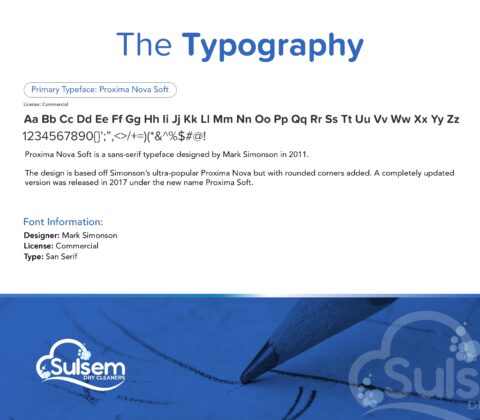 The Typography
Primary Typeface: Proxima Nova Soft
License: Commercial
Aa Bb Cc Dd Ee Ff Gg Hh Ii Jj Kk Ll Mm Nn Oo Pp Qq Rr Ss Tt Uu Vv Ww Xx Yy Zz
1234567890{}';",<>/+=)(*&^%$#@!
Proxima Nova Soft is a sans-serif typeface designed by Mark Simonson in 2011.
The design is based off Simonson's ultra-popular Proxima Nova but with rounded corners added. A completely updated
version was released in 2017 under the new name Proxima Soft.
Font Information:
Designer: Mark Simonson
License: Commercial
Type: San Serif
Sulsem
DRY CLEANERS
Sulse
D